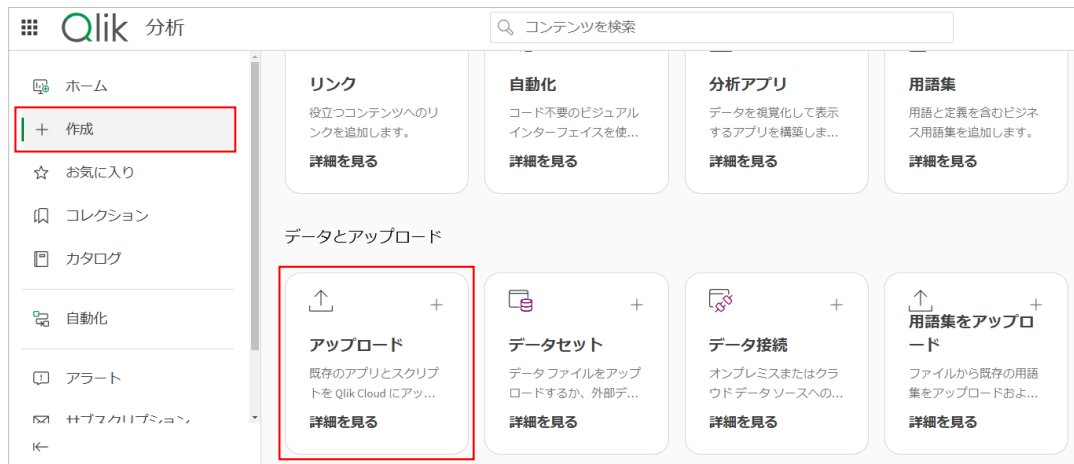 Qlik 分析
コンテンツを検索
ホーム
作成
お気に入り
コレクション
カタログ
自動化
アラート
サブスクリプション
リンク
役立つコンテンツへのリ
ンクを追加します。
詳細を見る
自動化
コード不要のビジュアル
インターフェイスを使...
詳細を見る
分析アプリ
データを視覚化して表示
するアプリを構築しま...
詳細を見る
用語集
用語と定義を含むビジネ
ス用語集を追加します。
詳細を見る
データとアップロード
アップロード
既存のアプリとスクリプ
トを Qlik Cloud にアッ...
詳細を見る
データセット
データ ファイルをアップ
ロードするか、外部デ...
詳細を見る
データ接続
オンプレミスまたはクラ
ウド データ ソースへの...
詳細を見る
用語集をアップロ
ード
ファイルから既存の用語
集をアップロードおよ...
詳細を見る